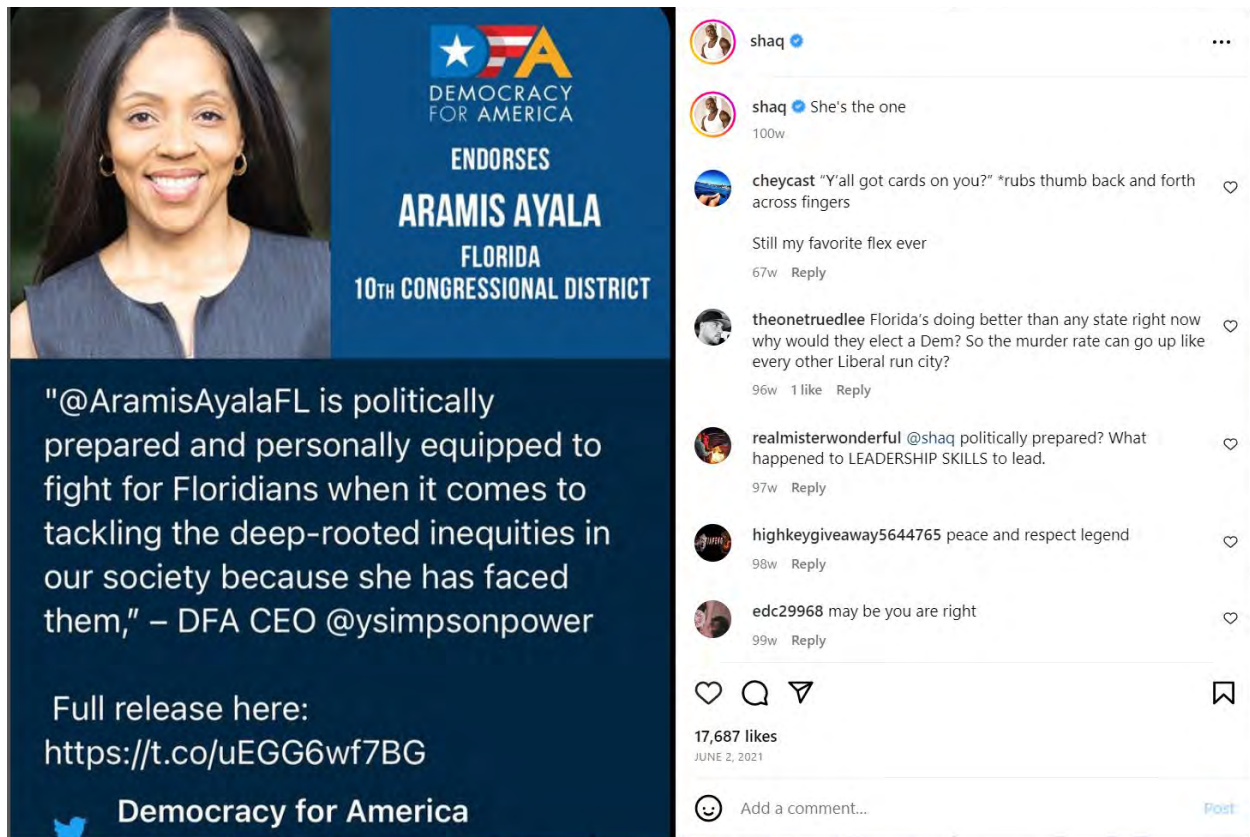 DFA
DEMOCRACY
FOR AMERICA
ENDORSES
ARAMIS AYALA
FLORIDA
10TH CONGRESSIONAL DISTRICT
"@AramisAyalaFL is politically
prepared and personally equipped to
fight for Floridians when it comes to
tackling the deep-rooted inequities in
our society because she has faced
them,” – DFA CEO @ysimpsonpower
Full release here:
https://t.co/uEGG6wf7BG
Democracy for America
shaq
shaq She's the one
100w
cheycast “Y’all got cards on you?” *rubs thumb back and forth
across fingers
Still my favorite flex ever
67w Reply
theonetruedlee Florida’s doing better than any state right now
why would they elect a Dem? So the murder rate can go up like
every other Liberal run city?
96w 1 like Reply
realmisterwonderful @shaq politically prepared? What
happened to LEADERSHIP SKILLS to lead.
97w Reply
highkeygiveaway5644765 peace and respect legend
98w Reply
edc29968 may be you are right
99w Reply
17,687 likes
JUNE 2, 2021
Add a comment...
Post